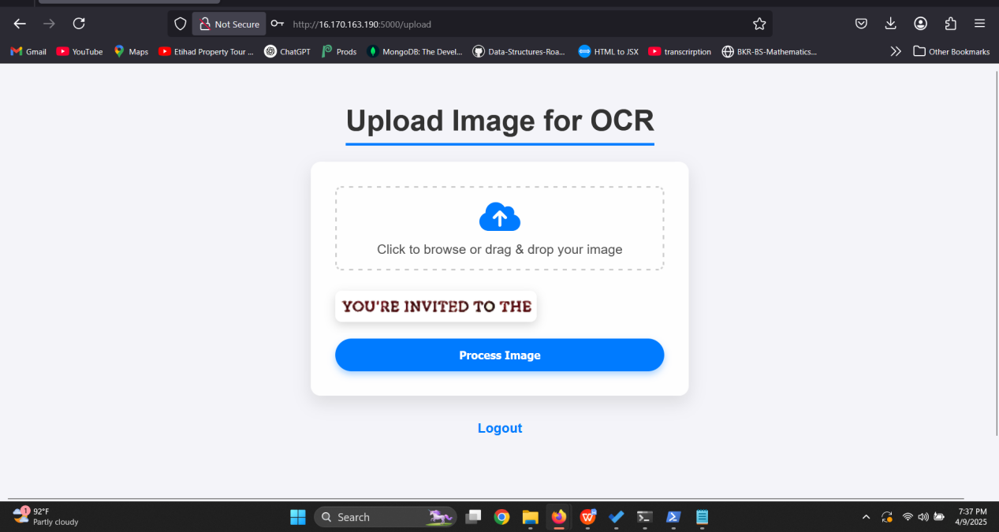 Not Secure
http://16.170.163.190:5000/upload
Gmail
YouTube
Maps
Etihad Property Tour ...
ChatGPT
Prods
MongoDB: The Devel...
Data-Structures-Roa...
HTML to JSX
transcrirption
BKR-BS-Mathematics...
Other Bookmarks
Upload Image for OCR
Click to browse or drag & drop your image
YOU'RE INVITED TO THE
Process Image
Logout
1
92°F
Partly cloudy
Search
7:37 PM
4/9/2025